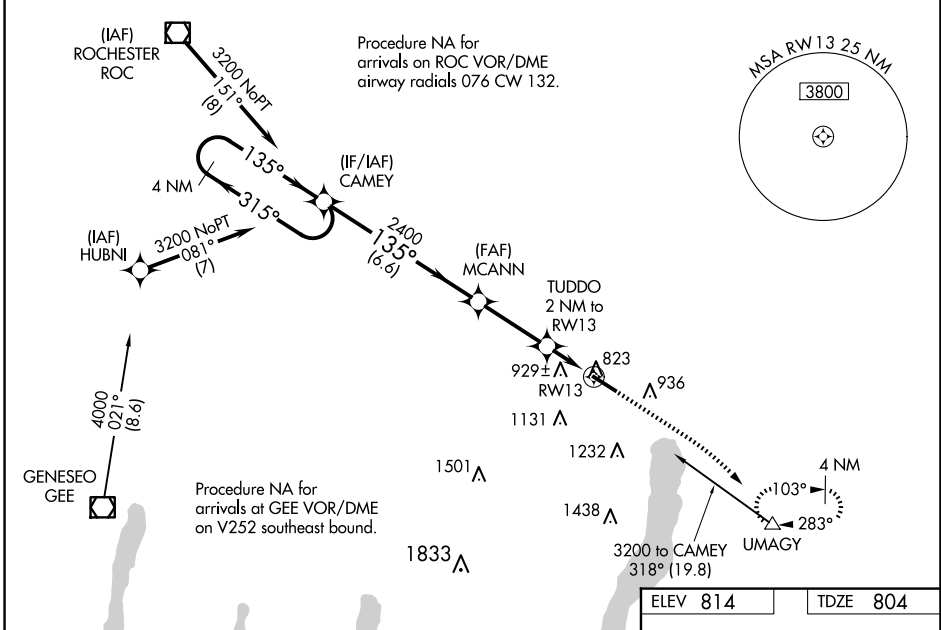 (IAF)
ROCHESTER
ROC
3200 NoPT
151°
(8)
Procedure NA for
arrivals on ROC VOR/DME
airway radials 076 CW 132.
MSA RW13 25 NM
3800
135°
4 NM
315°
(IF/IAF)
CAMEY
(IAF)
HUBNI
3200 NoPT
081°
(7)
2400
135°
(6.6)
(FAF)
MCANN
TUDDO
2 NM to
RW13
929±
823
RW13
936
1131
1232
1501
1438
1833
4000
021°
(8.6)
GENESEO
GEE
Procedure NA for
arrivals at GEE VOR/DME
on V252 southeast bound.
4 NM
103°
283°
UMAGY
3200 to CAMEY
318° (19.8)
ELEV 814
TDZE 804